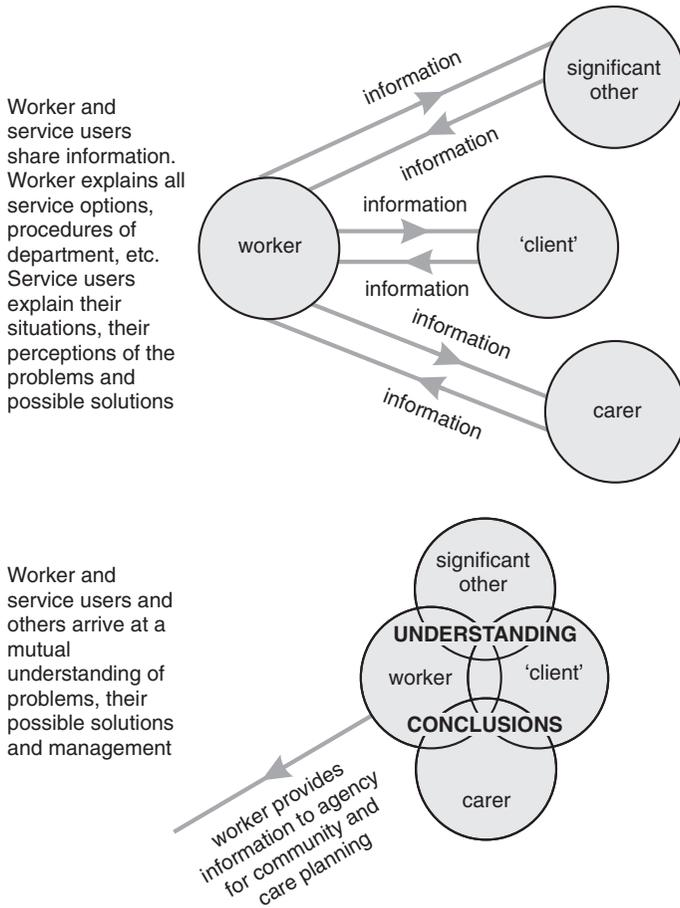 Worker and
service users
share information.
Worker explains all
service options,
procedures of
department, etc.
Service users
explain their
situations, their
perceptions of the
problems and
possible solutions
information
significant
other
information
worker
information
‘client’
information
information
carer
information
Worker and
service users and
others arrive at a
mutual
understanding of
problems, their
possible solutions
and management
significant
other
UNDERSTANDING
worker
‘client’
CONCLUSIONS
carer
worker provides
information to agency
for community and
care planning